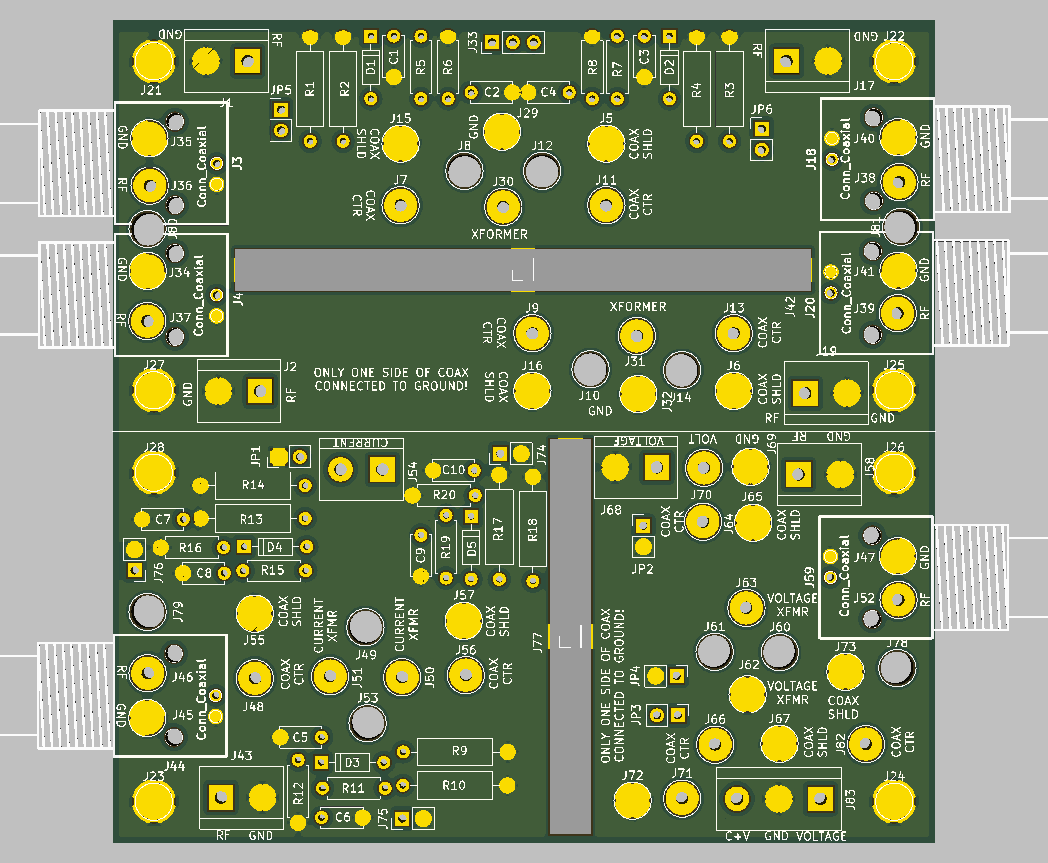 GND
RF
J21
J1
JP5
R1
R2
D1
C1
R5
R6
J33
C2
C4
J29
R8
R7
C3
D2
R4
R3
JP6
RF
GND
J22
J17
GND
J35
Conn_Coaxial
J3
RF
J36
J15
COAX
SHLD
GND
J8
J12
J5
COAX
SHLD
J7
COAX
CTR
J30
XFORMER
J11
COAX
CTR
J18
Conn_Coaxial
J40
GND
J38
RF
J81
GND
J34
Conn_Coaxial
J4
RF
J37
J42
J20
Conn_Coaxial
J41
GND
J39
RF
J9
COAX
CTR
XFORMER
J31
J13
COAX
CTR
J27
GND
J2
RF
ONLY ONE SIDE OF COAX
CONNECTED TO GROUND!
J16
COAX
SHLD
J10
GND
J32
J14
J6
COAX
SHLD
J19
RF
GND
J25
J28
JP1
CURRENT
J54
C10
J74
VOLTAGE
J68
VOLT
GND
J69
RF
GND
J58
J26
R14
R20
R17
R18
C7
R13
J70
COAX
CTR
J64
J65
COAX
SHLD
R16
D4
C9
R19
D5
JP2
J76
C8
R15
J59
Conn_Coaxial
J47
GND
J52
RF
J79
J55
COAX
SHLD
CURRENT
XFMR
J49
CURRENT
XFMR
J57
COAX
SHLD
J77
ONLY ONE SIDE OF COAX
CONNECTED TO GROUND!
J63
VOLTAGE
XFMR
J61
J60
J73
COAX
SHLD
J78
RF
J46
Conn_Coaxial
GND
J45
J44
J48
COAX
CTR
J51
J50
J56
COAX
CTR
JP4
J62
VOLTAGE
XFMR
J53
JP3
COAX
CTR
J66
J67
COAX
SHLD
J82
COAX
CTR
C5
D3
R9
R11
R10
R12
C6
J75
J43
J23
RF
GND
J72
J71
J83
C+V
GND
VOLTAGE
J24